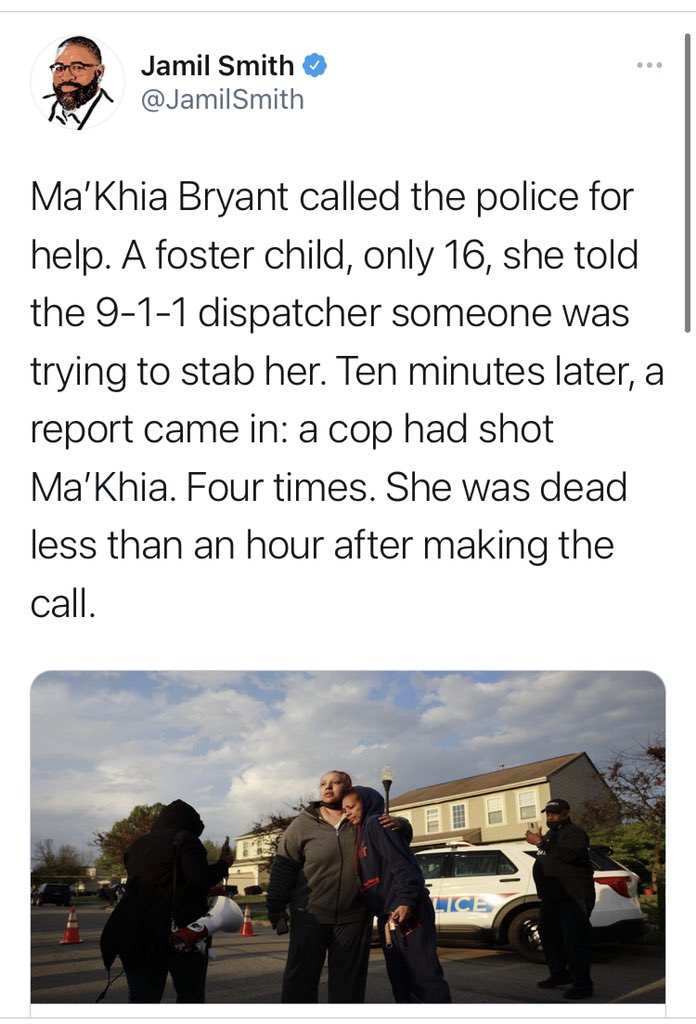 Jamil Smith
@JamilSmith
Ma’Khia Bryant called the police for
help. A foster child, only 16, she told
the 9-1-1 dispatcher someone was
trying to stab her. Ten minutes later, a
report came in: a cop had shot
Ma’Khia. Four times. She was dead
less than an hour after making the
call.
LICE